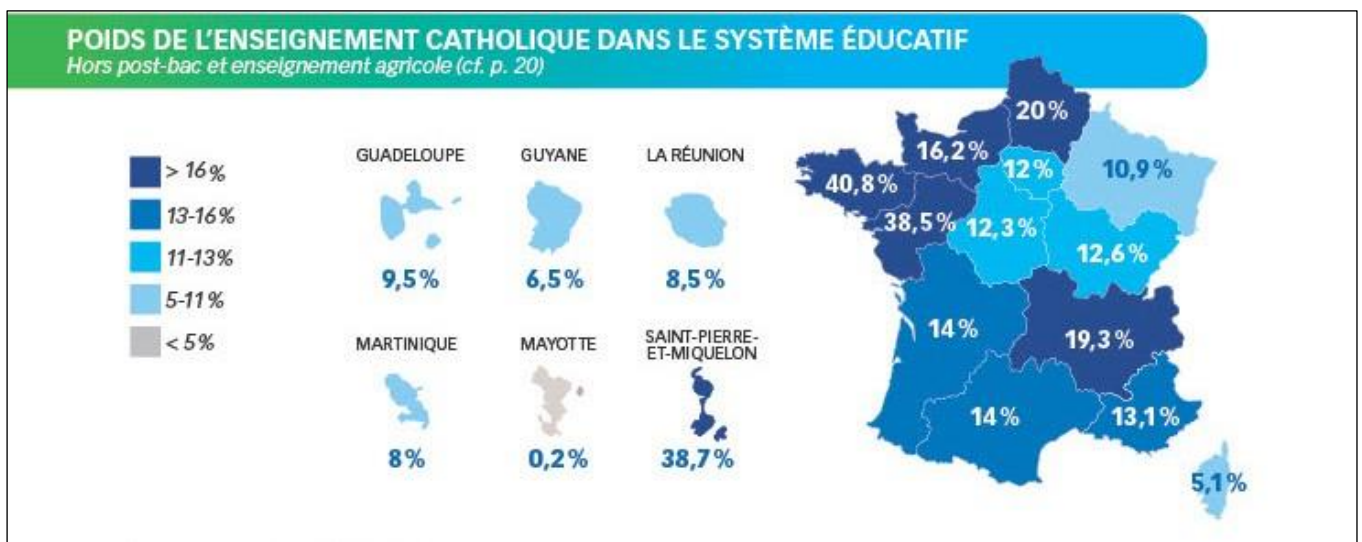 POIDS DE L'ENSEIGNEMENT CATHOLIQUE DANS LE SYSTÈME ÉDUCATIF
Hors post-bac et enseignement agricole (cf. p. 20)
> 16%
13-16%
11-13%
5-11%
< 5%
GUADELOUPE
9,5%
GUYANE
6,5%
LA RÉUNION
8,5%
MARTINIQUE
8%
MAYOTTE
0,2%
SAINT-PIERRE-
ET-MIQUELON
38,7%
20%
16,2%
12%
10,9%
40,8%
38,5%
12,3%
12,6%
14%
19,3%
14%
13,1%
5,1%